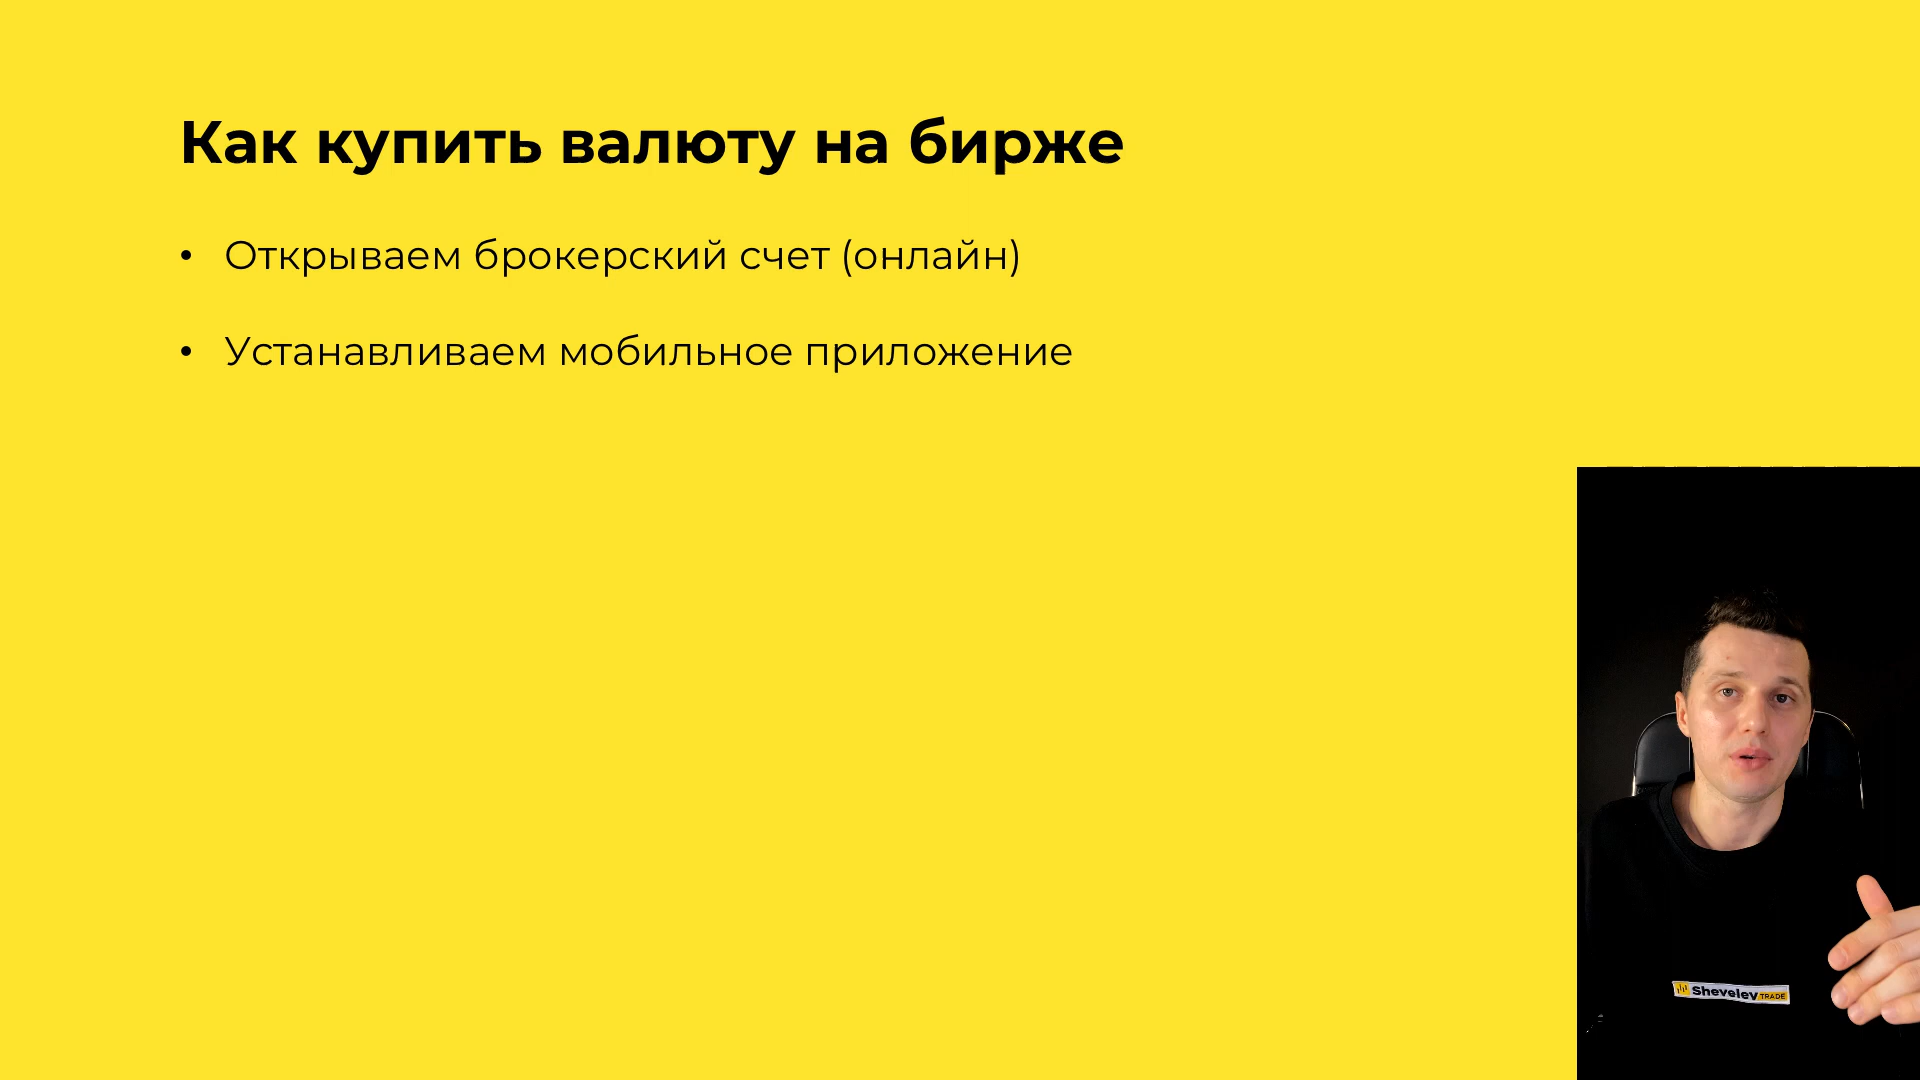 Как купить валюту на бирже
• Открываем брокерский счет (онлайн)
• Устанавливаем мобильное приложение
Shevelev TRADE